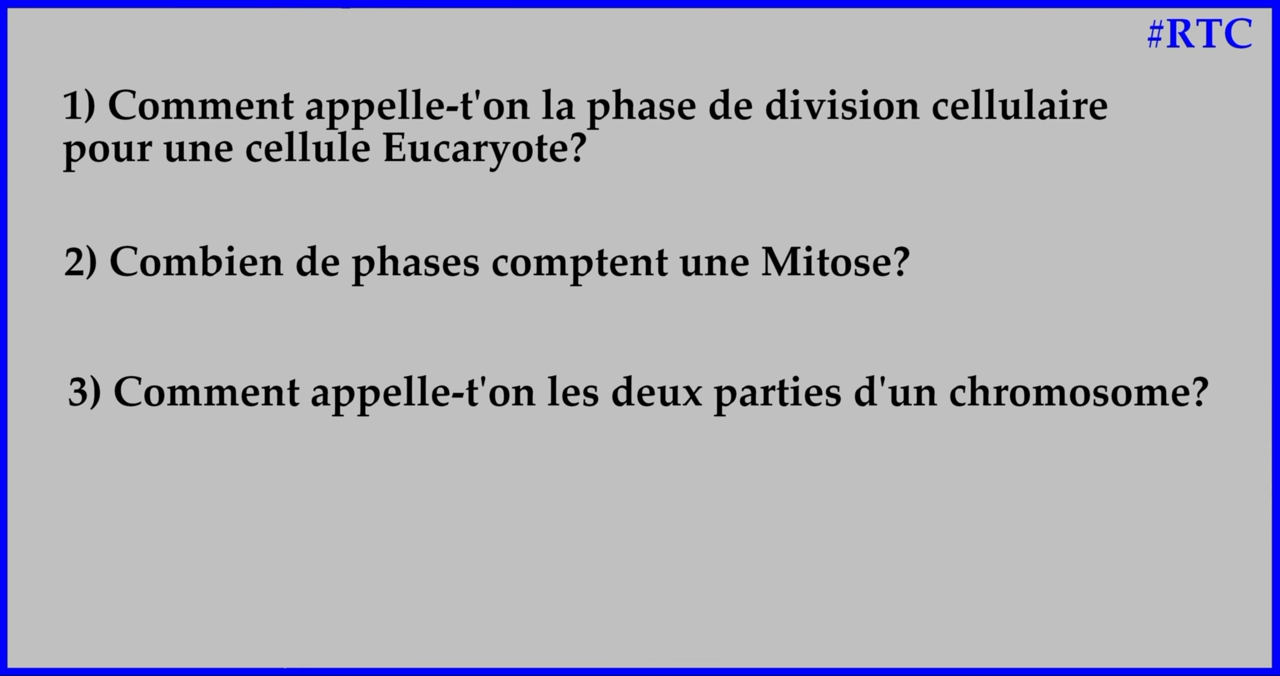 #RTC
1) Comment appelle-t'on la phase de division cellulaire
pour une cellule Eucaryote?
2) Combien de phases comptent une Mitose?
3) Comment appelle-t'on les deux parties d'un chromosome?